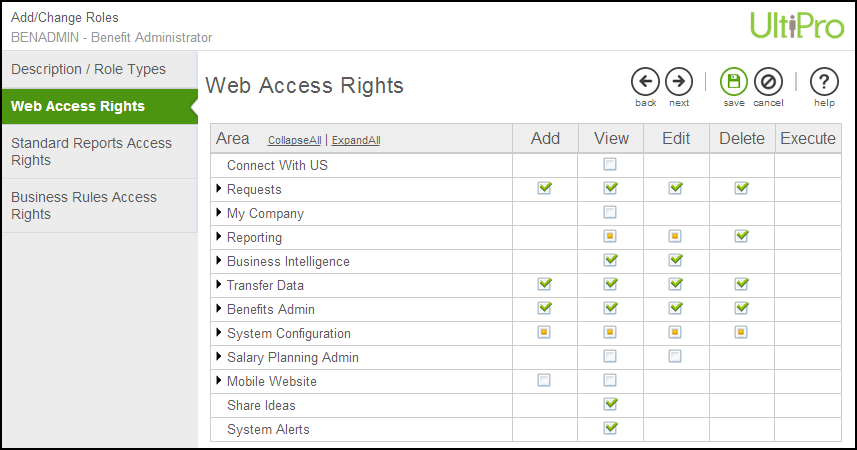 Add/Change Roles
BENADMIN - Benefit Administrator
UltiPro
Description / Role Types
Web Access Rights
Standard Reports Access
Rights
Business Rules Access
Rights
Web Access Rights
back next save cancel help
Area CollapseAll | ExpandAll Add View Edit Delete Execute
Connect With US
Requests
My Company
Reporting
Business Intelligence
Transfer Data
Benefits Admin
System Configuration
Salary Planning Admin
Mobile Website
Share Ideas
System Alerts